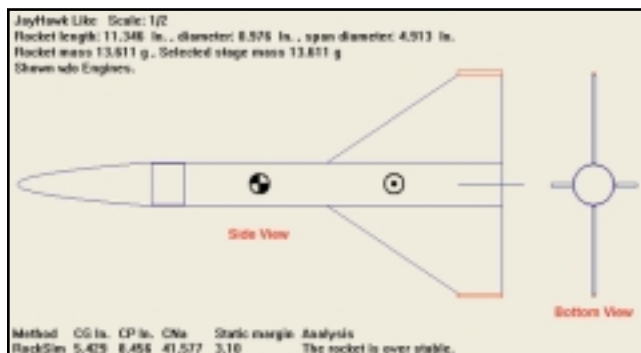 JayHawk Like Scale: 1/2
Rocket length: 11.346 In. , diameter: 0.976 In. , span diameter: 4.913 In.
Rocket mass 13.611 g , Selected stage mass 13.611 g
Shown w/o Engines.
Side View
Bottom View
Method CG In. CP In. CNa Static margin Analysis
RockSim 5.429 8.456 41.577 3.10 The rocket is over stable.